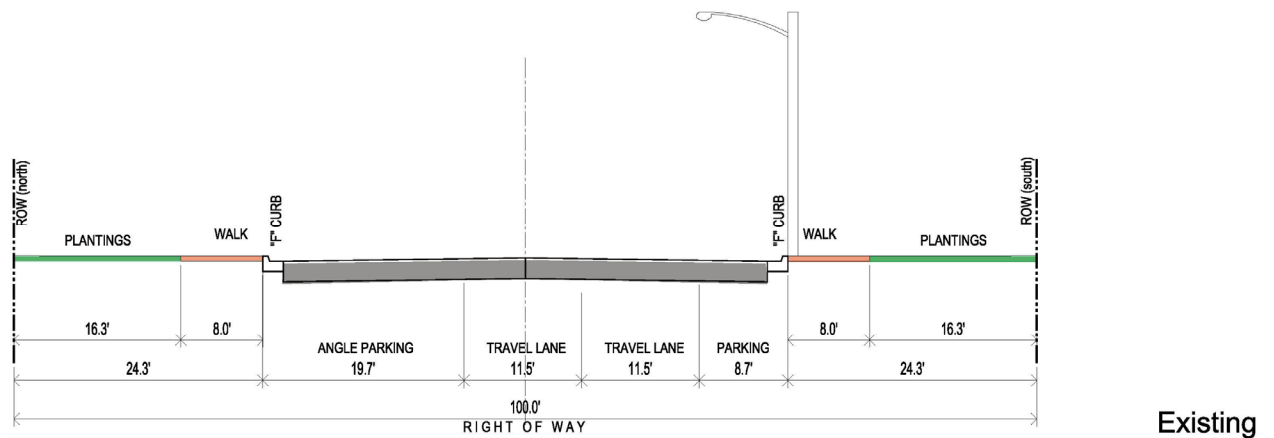 ROW (north)
PLANTINGS
WALK
"F" CURB
"F" CURB
WALK
PLANTINGS
ROW (south)
16.3'
8.0'
8.0'
16.3'
ANGLE PARKING
TRAVEL LANE
TRAVEL LANE
PARKING
24.3'
19.7'
11.5'
11.5'
8.7'
24.3'
100.0'
RIGHT OF WAY
Existing